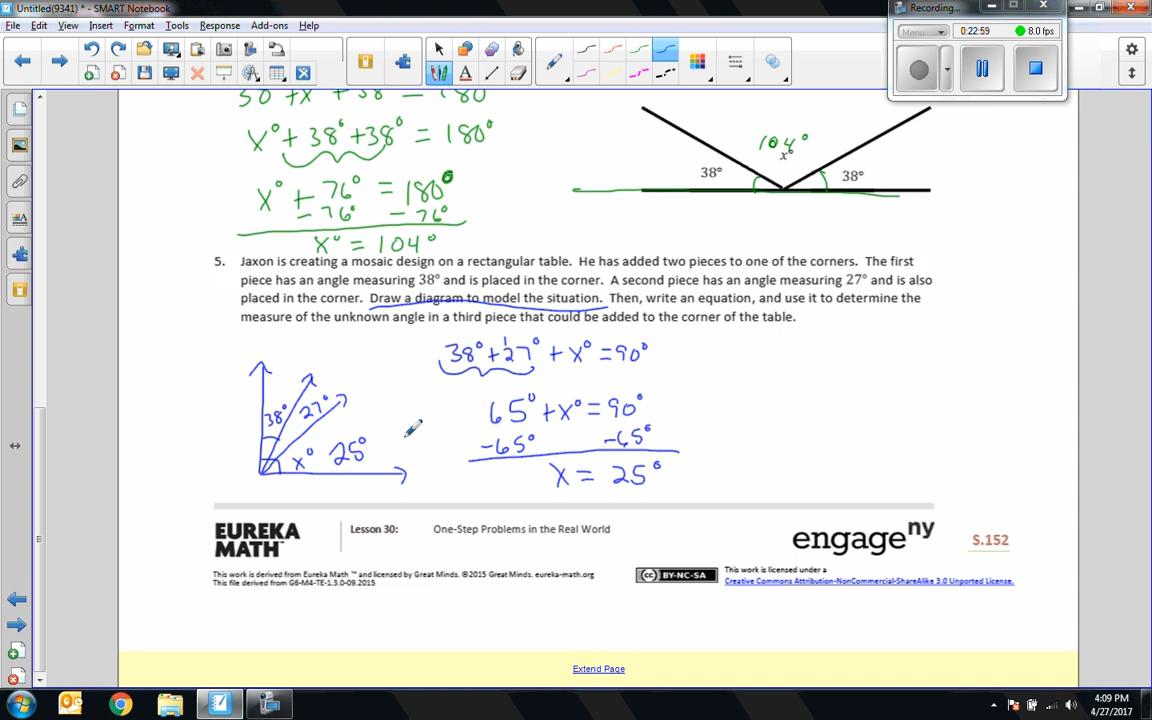 Untitled(9341) * - SMART Notebook
File Edit View Insert Format Tools Response Add-ons Help
Recording...
Menu 0:22:59 8.0 fps
x° + 38° +38° = 180°
x° + 76° = 180°
- 76° - 76°
x° = 104°
104°
x°
38° 38°
5. Jaxon is creating a mosaic design on a rectangular table. He has added two pieces to one of the corners. The first
piece has an angle measuring 38° and is placed in the corner. A second piece has an angle measuring 27° and is also
placed in the corner. Draw a diagram to model the situation. Then, write an equation, and use it to determine the
measure of the unknown angle in a third piece that could be added to the corner of the table.
38° + 27° + x° = 90°
65° + x° = 90°
-65° -65°
x = 25°
38° 27°
x° 25°
EUREKA
MATH™
Lesson 30: One-Step Problems in the Real World
engageny
S.152
This work is derived from Eureka Math ™ and licensed by Great Minds. ©2015 Great Minds. eureka-math.org
This file derived from G6-M4-TE-1.3.0-09.2015
CC BY-NC-SA
This work is licensed under a
Creative Commons Attribution-NonCommercial-ShareAlike 3.0 Unported License.
Extend Page
4:09 PM
4/27/2017